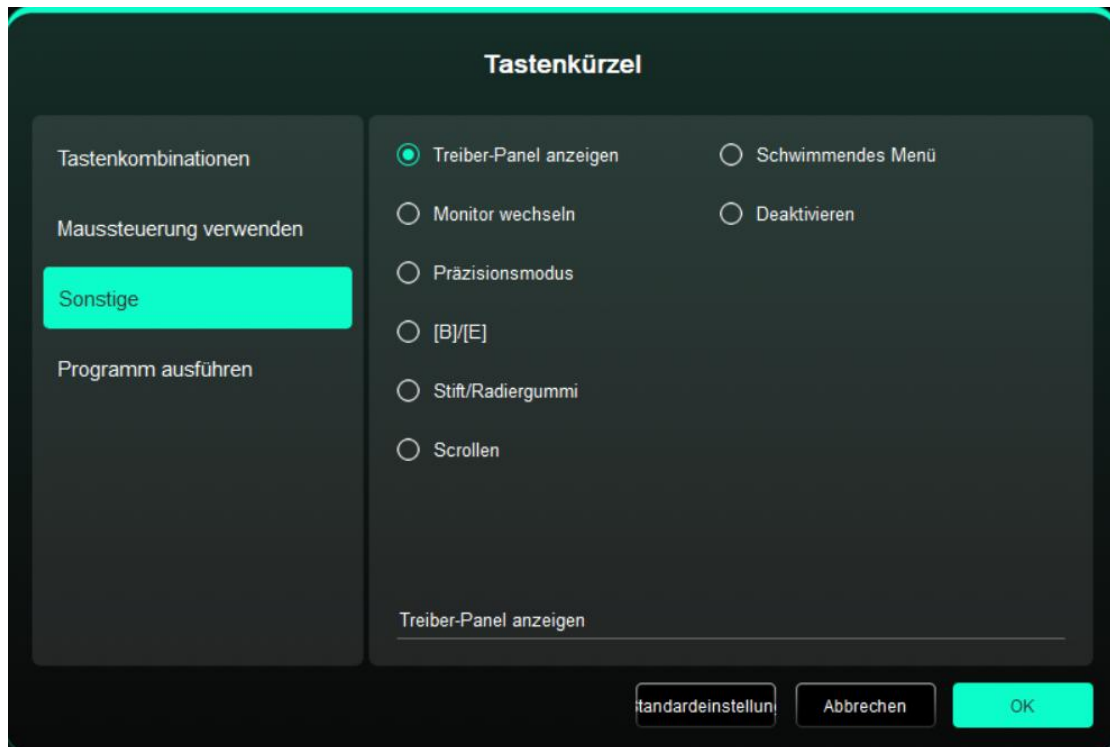 Tastenkürzel
Tastenkombinationen
Maussteuerung verwenden
Sonstige
Programm ausführen
Treiber-Panel anzeigen
Schwimmendes Menü
Monitor wechseln
Deaktivieren
Präzisionsmodus
[B]/[E]
Stift/Radiergummi
Scrollen
Treiber-Panel anzeigen
tandardeinstellun
Abbrechen
OK